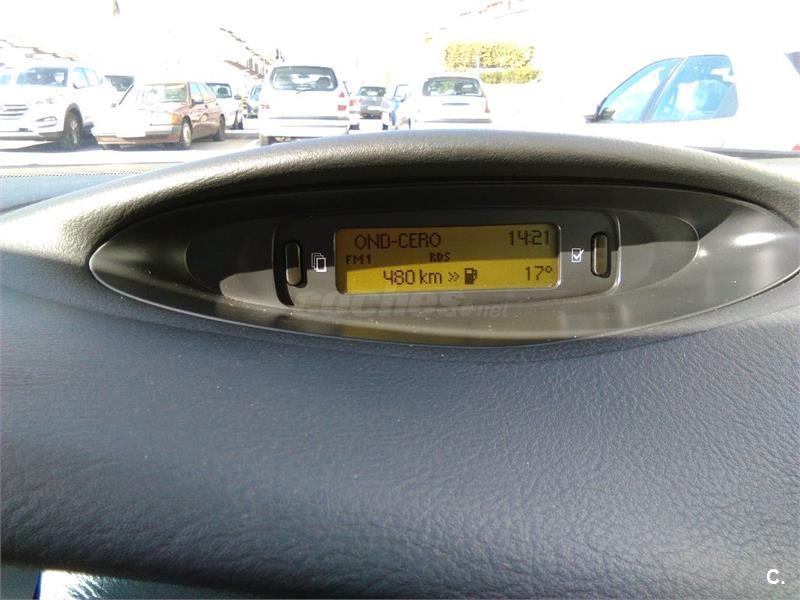 OND-CERO 14:21
FM1 RDS
480 km » 17°
coches.net
C.